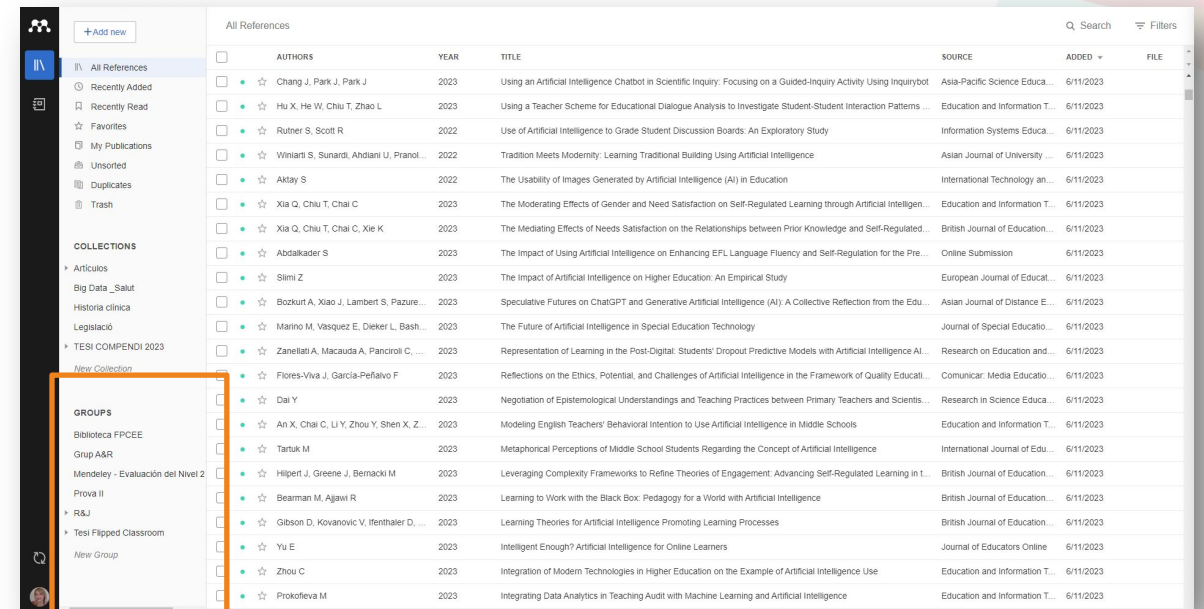 +Add new
All References
Recently Added
Recently Read
Favorites
My Publications
Unsorted
Duplicates
Trash
COLLECTIONS
Artículos
Big Data _Salut
Historia clínica
Legislació
TESI COMPENDI 2023
New Collection
GROUPS
Biblioteca FPCEE
Grup A&R
Mendeley - Evaluación del Nivel 2
Prova II
R&J
Tesi Flipped Classroom
New Group
All References Search Filters
AUTHORS YEAR TITLE SOURCE ADDED FILE
Chang J, Park J, Park J 2023 Using an Artificial Intelligence Chatbot in Scientific Inquiry: Focusing on a Guided-Inquiry Activity Using Inquirybot Asia-Pacific Science Educa... 6/11/2023
Hu X, He W, Chiu T, Zhao L 2023 Using a Teacher Scheme for Educational Dialogue Analysis to Investigate Student-Student Interaction Patterns ... Education and Information T... 6/11/2023
Rutner S, Scott R 2022 Use of Artificial Intelligence to Grade Student Discussion Boards: An Exploratory Study Information Systems Educa... 6/11/2023
Winiarti S, Sunardi, Ahdiani U, Pranol... 2022 Tradition Meets Modernity: Learning Traditional Building Using Artificial Intelligence Asian Journal of University ... 6/11/2023
Aktay S 2022 The Usability of Images Generated by Artificial Intelligence (AI) in Education International Technology an... 6/11/2023
Xia Q, Chiu T, Chai C 2023 The Moderating Effects of Gender and Need Satisfaction on Self-Regulated Learning through Artificial Intelligen... Education and Information T... 6/11/2023
Xia Q, Chiu T, Chai C, Xie K 2023 The Mediating Effects of Needs Satisfaction on the Relationships between Prior Knowledge and Self-Regulated... British Journal of Education... 6/11/2023
Abdalkader S 2023 The Impact of Using Artificial Intelligence on Enhancing EFL Language Fluency and Self-Regulation for the Pre... Online Submission 6/11/2023
Slimi Z 2023 The Impact of Artificial Intelligence on Higher Education: An Empirical Study European Journal of Educat... 6/11/2023
Bozkurt A, Xiao J, Lambert S, Pazure... 2023 Speculative Futures on ChatGPT and Generative Artificial Intelligence (AI): A Collective Reflection from the Edu... Asian Journal of Distance E... 6/11/2023
Marino M, Vasquez E, Dieker L, Bash... 2023 The Future of Artificial Intelligence in Special Education Technology Journal of Special Educatio... 6/11/2023
Zanellati A, Macauda A, Panciroli C, ... 2023 Representation of Learning in the Post-Digital: Students' Dropout Predictive Models with Artificial Intelligence Al... Research on Education and... 6/11/2023
Flores-Viva J, García-Peñalvo F 2023 Reflections on the Ethics, Potential, and Challenges of Artificial Intelligence in the Framework of Quality Educati... Comunicar: Media Educatio... 6/11/2023
Dai Y 2023 Negotiation of Epistemological Understandings and Teaching Practices between Primary Teachers and Scientis... Research in Science Educa... 6/11/2023
An X, Chai C, Li Y, Zhou Y, Shen X, Z... 2023 Modeling English Teachers' Behavioral Intention to Use Artificial Intelligence in Middle Schools Education and Information T... 6/11/2023
Tartuk M 2023 Metaphorical Perceptions of Middle School Students Regarding the Concept of Artificial Intelligence International Journal of Edu... 6/11/2023
Hilpert J, Greene J, Bernacki M 2023 Leveraging Complexity Frameworks to Refine Theories of Engagement: Advancing Self-Regulated Learning in t... British Journal of Education... 6/11/2023
Bearman M, Ajjawi R 2023 Learning to Work with the Black Box: Pedagogy for a World with Artificial Intelligence British Journal of Education... 6/11/2023
Gibson D, Kovanovic V, Ifenthaler D, ... 2023 Learning Theories for Artificial Intelligence Promoting Learning Processes British Journal of Education... 6/11/2023
Yu E 2023 Intelligent Enough? Artificial Intelligence for Online Learners Journal of Educators Online 6/11/2023
Zhou C 2023 Integration of Modern Technologies in Higher Education on the Example of Artificial Intelligence Use Education and Information T... 6/11/2023
Prokofieva M 2023 Integrating Data Analytics in Teaching Audit with Machine Learning and Artificial Intelligence Education and Information T... 6/11/2023